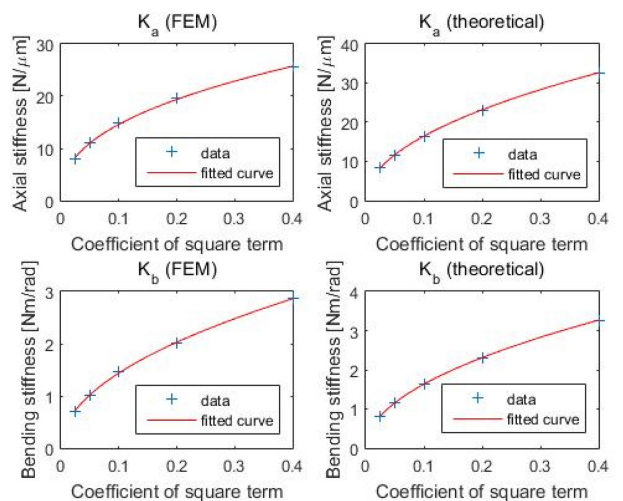 K_a (FEM)
Axial stiffness [N/μm]
30
20
10
0
0 0.1 0.2 0.3 0.4
Coefficient of square term
data
fitted curve
K_a (theoretical)
Axial stiffness [N/μm]
40
30
20
10
0
0 0.1 0.2 0.3 0.4
Coefficient of square term
data
fitted curve
K_b (FEM)
Bending stiffness [Nm/rad]
3
2
1
0
0 0.1 0.2 0.3 0.4
Coefficient of square term
data
fitted curve
K_b (theoretical)
Bending stiffness [Nm/rad]
4
3
2
1
0
0 0.1 0.2 0.3 0.4
Coefficient of square term
data
fitted curve